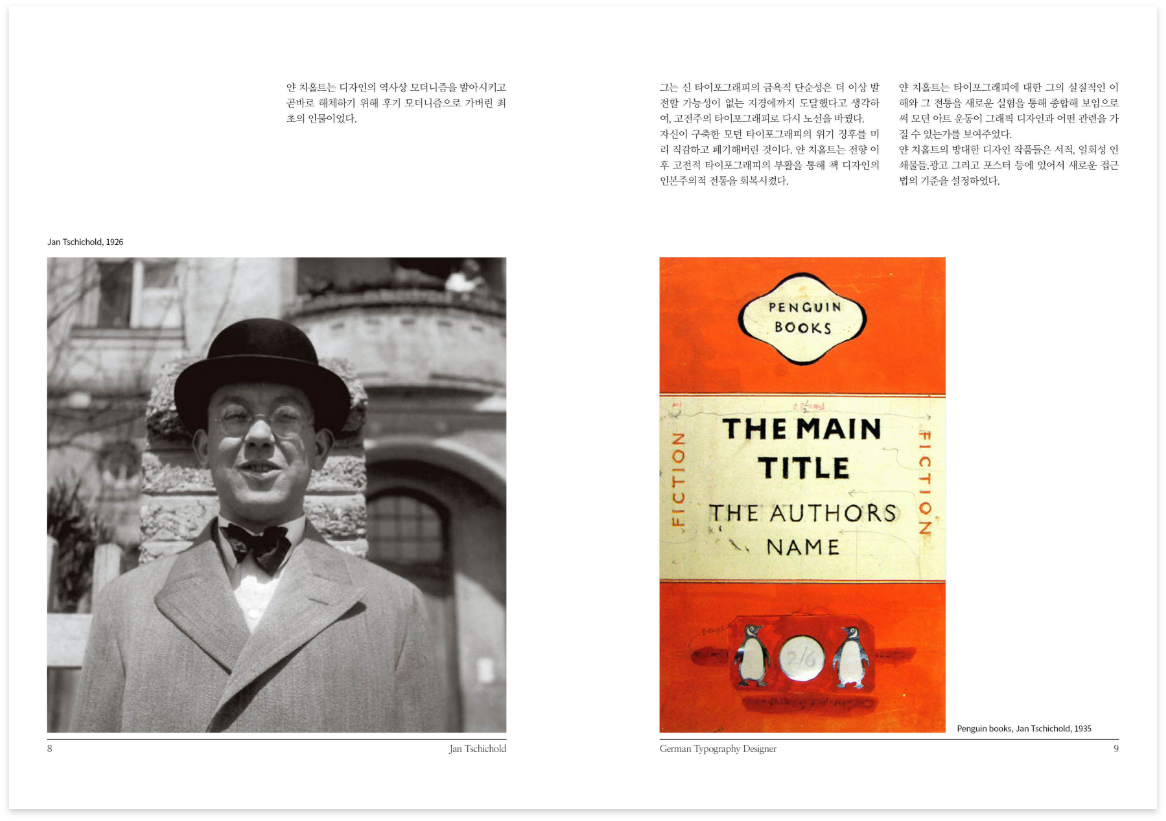 얀 치홀트는 디자인의 역사상 모더니즘을 발아시키고
곧바로 해체하기 위해 후기 모더니즘으로 가버린 최
초의 인물이었다.
Jan Tschichold, 1926
8
Jan Tschichold
그는 신 타이포그래피의 금욕적 단순성은 더 이상 발
전할 가능성이 없는 지경에까지 도달했다고 생각하
여, 고전주의 타이포그래피로 다시 노선을 바꿨다.
자신이 구축한 모던 타이포그래피의 위기 징후를 미
리 직감하고 폐기해버린 것이다. 얀 치홀트는 전향 이
후 고전적 타이포그래피의 부활을 통해 책 디자인의
인본주의적 전통을 회복시켰다.
얀 치홀트는 타이포그래피에 대한 그의 실질적인 이
해와 그 전통을 새로운 실험을 통해 종합해 보임으로
써 모던 아트 운동이 그래픽 디자인과 어떤 관련을 가
질 수 있는가를 보여주었다.
얀 치홀트의 방대한 디자인 작품들은 서적, 일회성 인
쇄물들,광고 그리고 포스터 등에 있어서 새로운 접근
법의 기준을 설정하였다.
PENGUIN
BOOKS
FICTION
THE MAIN
TITLE
THE AUTHORS
NAME
FICTION
2/6
Penguin books, Jan Tschichold, 1935
German Typography Designer
9